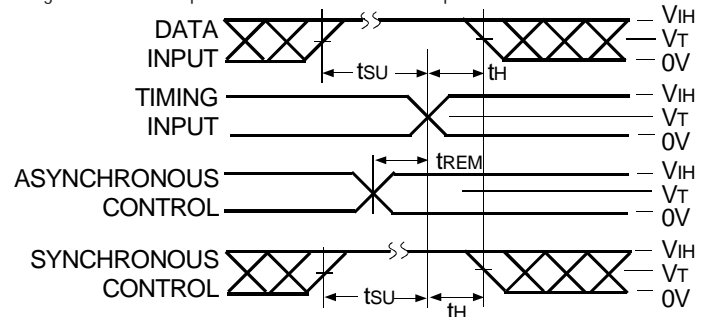 DATA
INPUT
tSU
tH
VIH
VT
0V
TIMING
INPUT
VIH
VT
0V
tREM
ASYNCHRONOUS
CONTROL
VIH
VT
0V
SYNCHRONOUS
CONTROL
tSU
tH
VIH
VT
0V